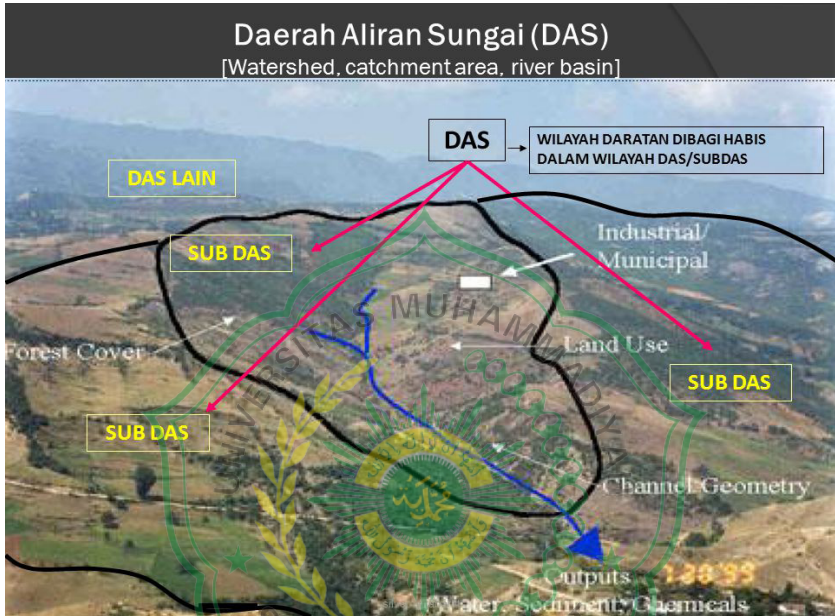 Daerah Aliran Sungai (DAS)
[Watershed, catchment area, river basin]
DAS
WILAYAH DARATAN DIBAGI HABIS
DALAM WILAYAH DAS/SUBDAS
DAS LAIN
SUB DAS
Industrial/
Municipal
UNIVERSITAS MUHAMMADIYAH
Forest Cover
Land Use
SUB DAS
SUB DAS
Channel Geometry
Outputs
(Water, Sediment, Chemicals